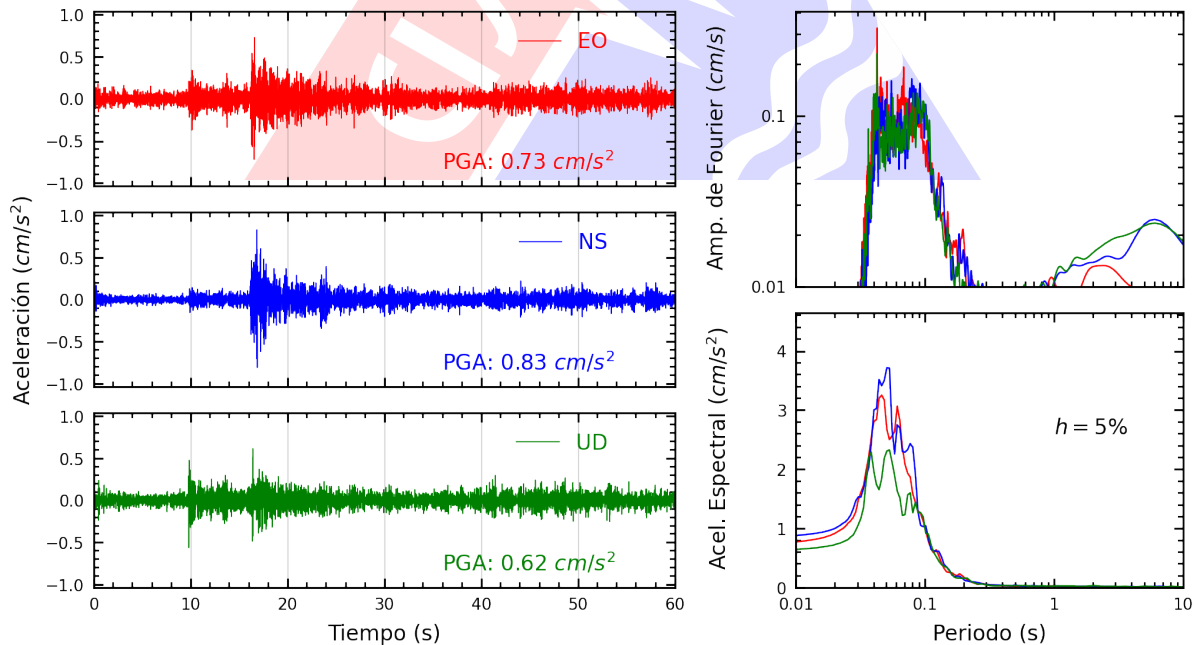 Aceleración (cm/s²)
1.0
0.5
0.0
−0.5
−1.0
EO
PGA: 0.73 cm/s²
1.0
0.5
0.0
−0.5
−1.0
NS
PGA: 0.83 cm/s²
1.0
0.5
0.0
−0.5
−1.0
UD
PGA: 0.62 cm/s²
0 10 20 30 40 50 60
Tiempo (s)
Amp. de Fourier (cm/s)
0.1
0.01
Acel. Espectral (cm/s²)
4
3
2
1
0
h = 5%
0.01 0.1 1 10
Periodo (s)